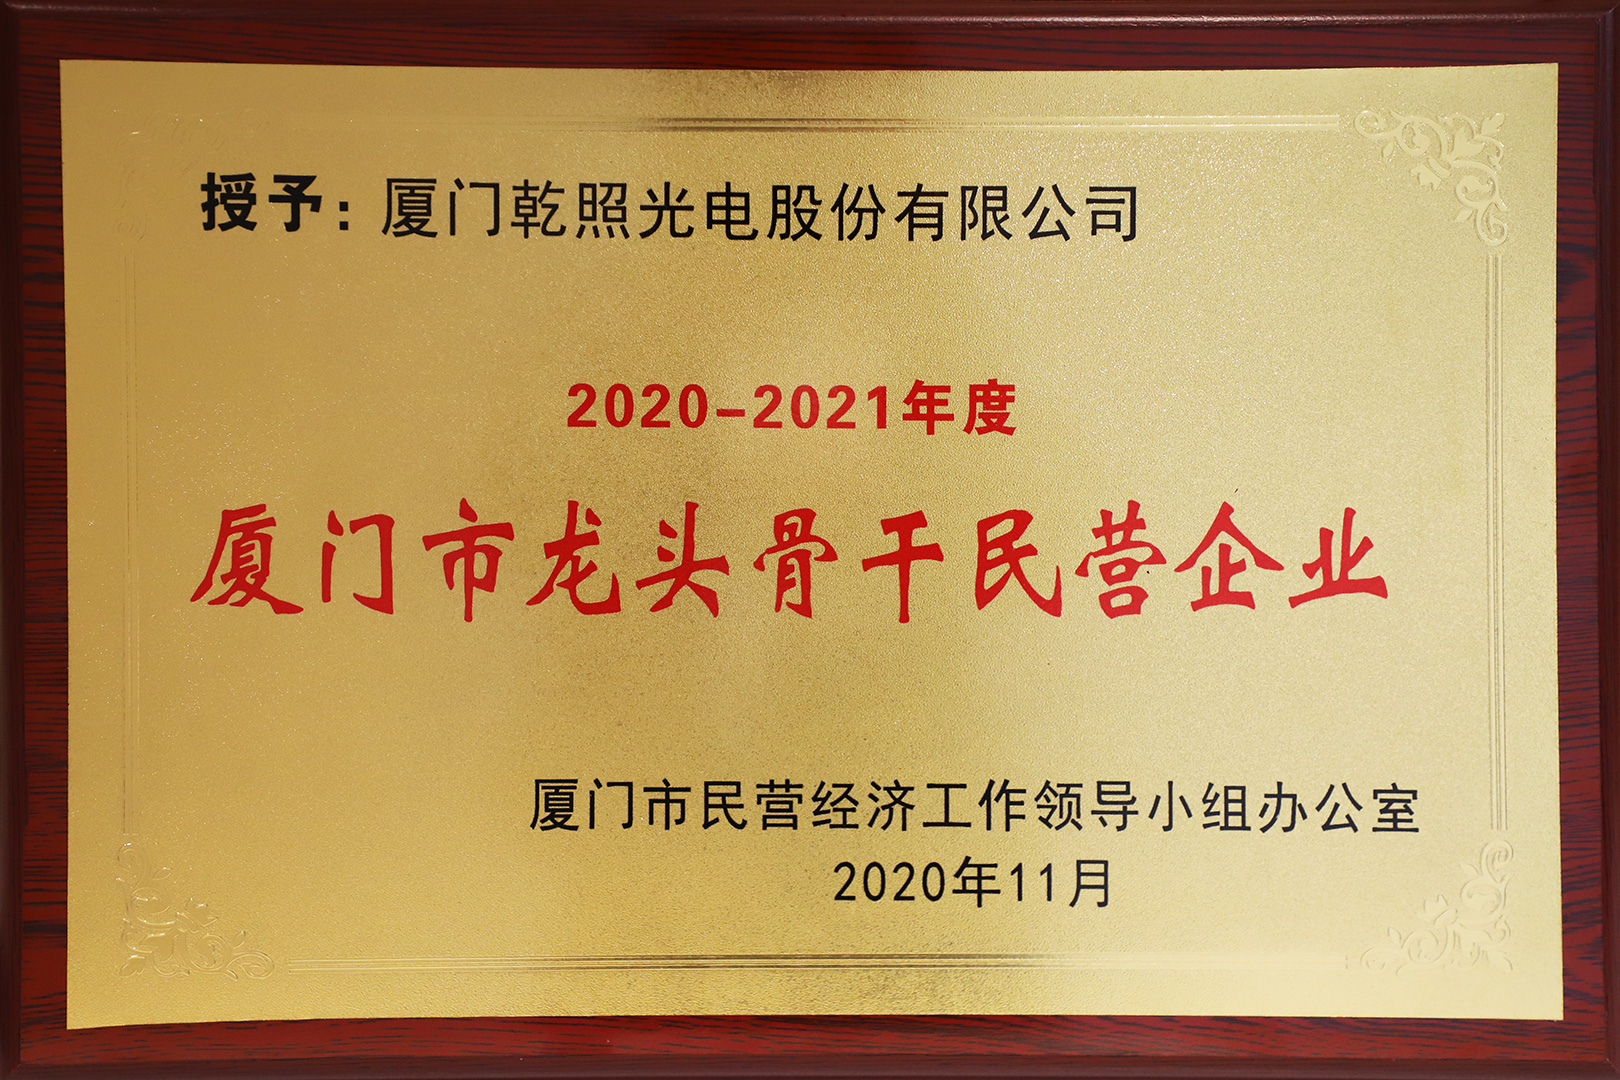 授予：厦门乾照光电股份有限公司
2020-2021年度
厦门市龙头骨干民营企业
厦门市民营经济工作领导小组办公室
2020年11月